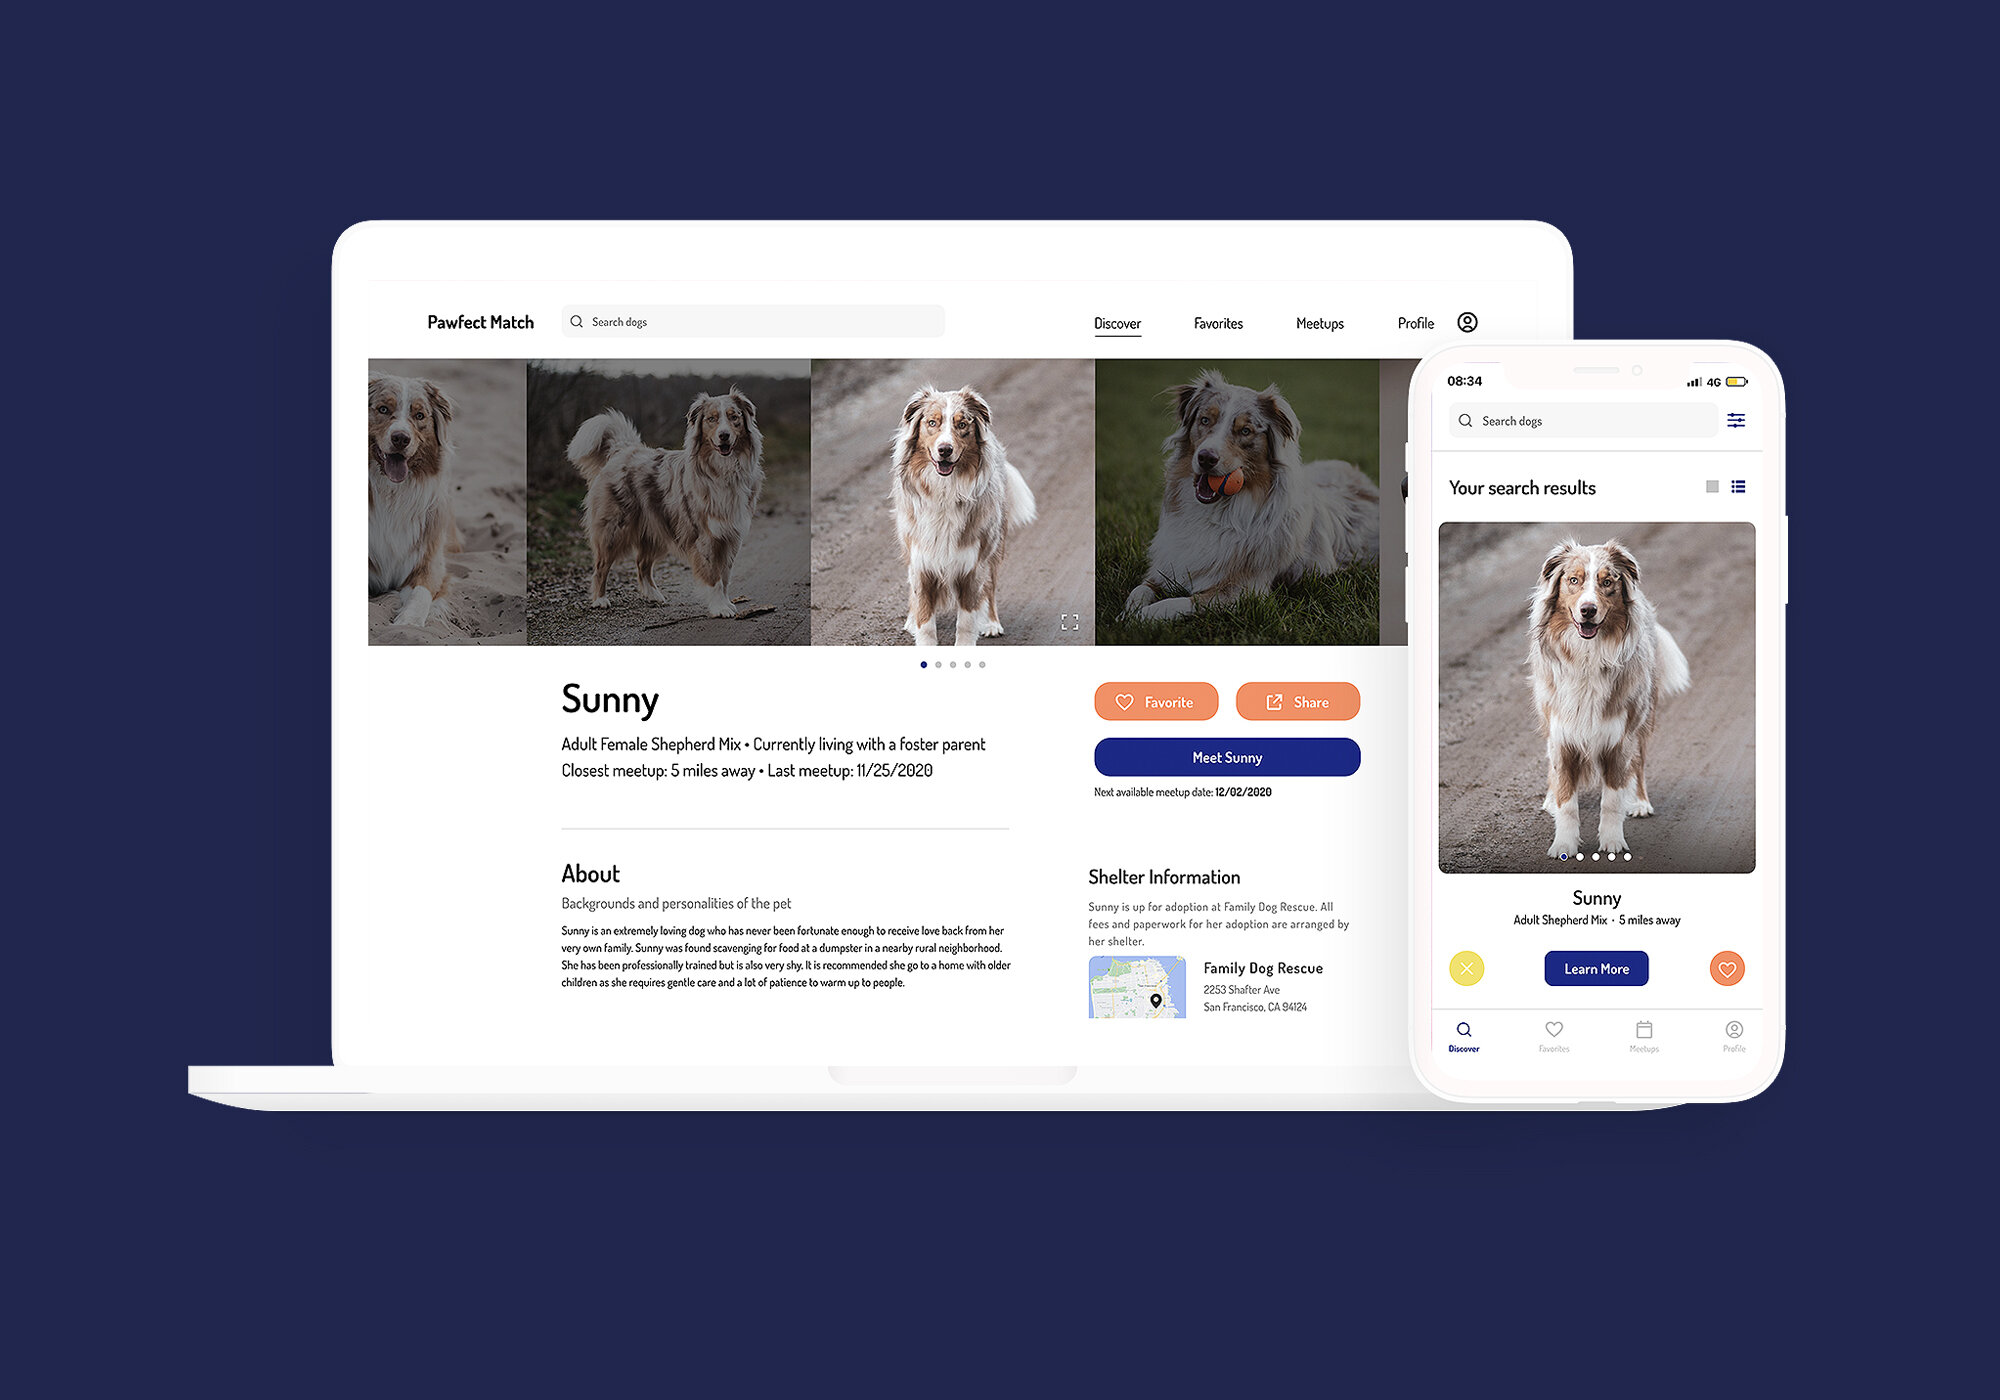 Pawfect Match
Search dogs
Discover
Favorites
Meetups
Profile
Sunny
Adult Female Shepherd Mix • Currently living with a foster parent
Closest meetup: 5 miles away • Last meetup: 11/25/2020
Favorite
Share
Meet Sunny
Next available meetup date: 12/02/2020
About
Backgrounds and personalities of the pet
Sunny is an extremely loving dog who has never been fortunate enough to receive love back from her
very own family. Sunny was found scavenging for food at a dumpster in a nearby rural neighborhood.
She has been professionally trained but is also very shy. It is recommended she go to a home with older
children as she requires gentle care and a lot of patience to warm up to people.
Shelter Information
Sunny is up for adoption at Family Dog Rescue. All
fees and paperwork for her adoption are arranged by
her shelter.
Family Dog Rescue
2253 Shafter Ave
San Francisco, CA 94124
08:34
4G
Search dogs
Your search results
Sunny
Adult Shepherd Mix • 5 miles away
Learn More
Discover
Favorites
Meetups
Profile